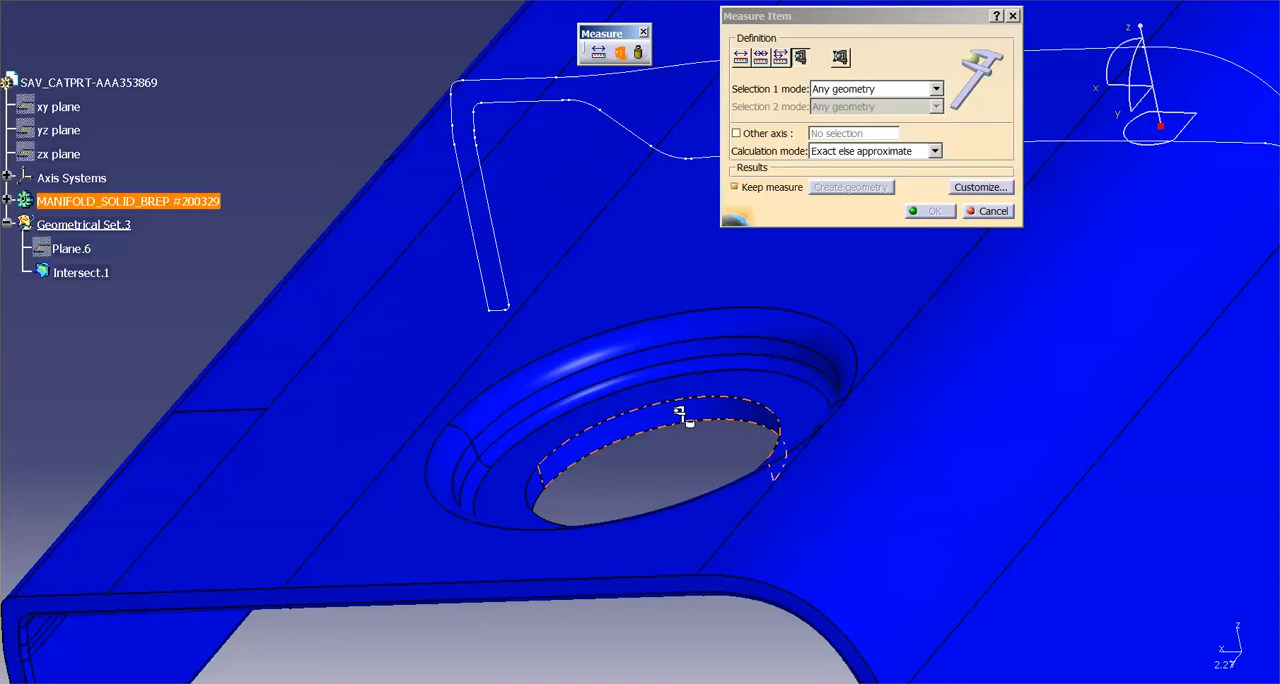 SAV_CATPRT-AAA353869
xy plane
yz plane
zx plane
Axis Systems
MANIFOLD_SOLID_BREP #200329
Geometrical Set.3
Plane.6
Intersect.1
Measure
Measure Item
Definition
Selection 1 mode: Any geometry
Selection 2 mode: Any geometry
Other axis : No selection
Calculation mode: Exact else approximate
Results
Keep measure Create geometry Customize...
OK Cancel
z
x
y
z
x
2.27